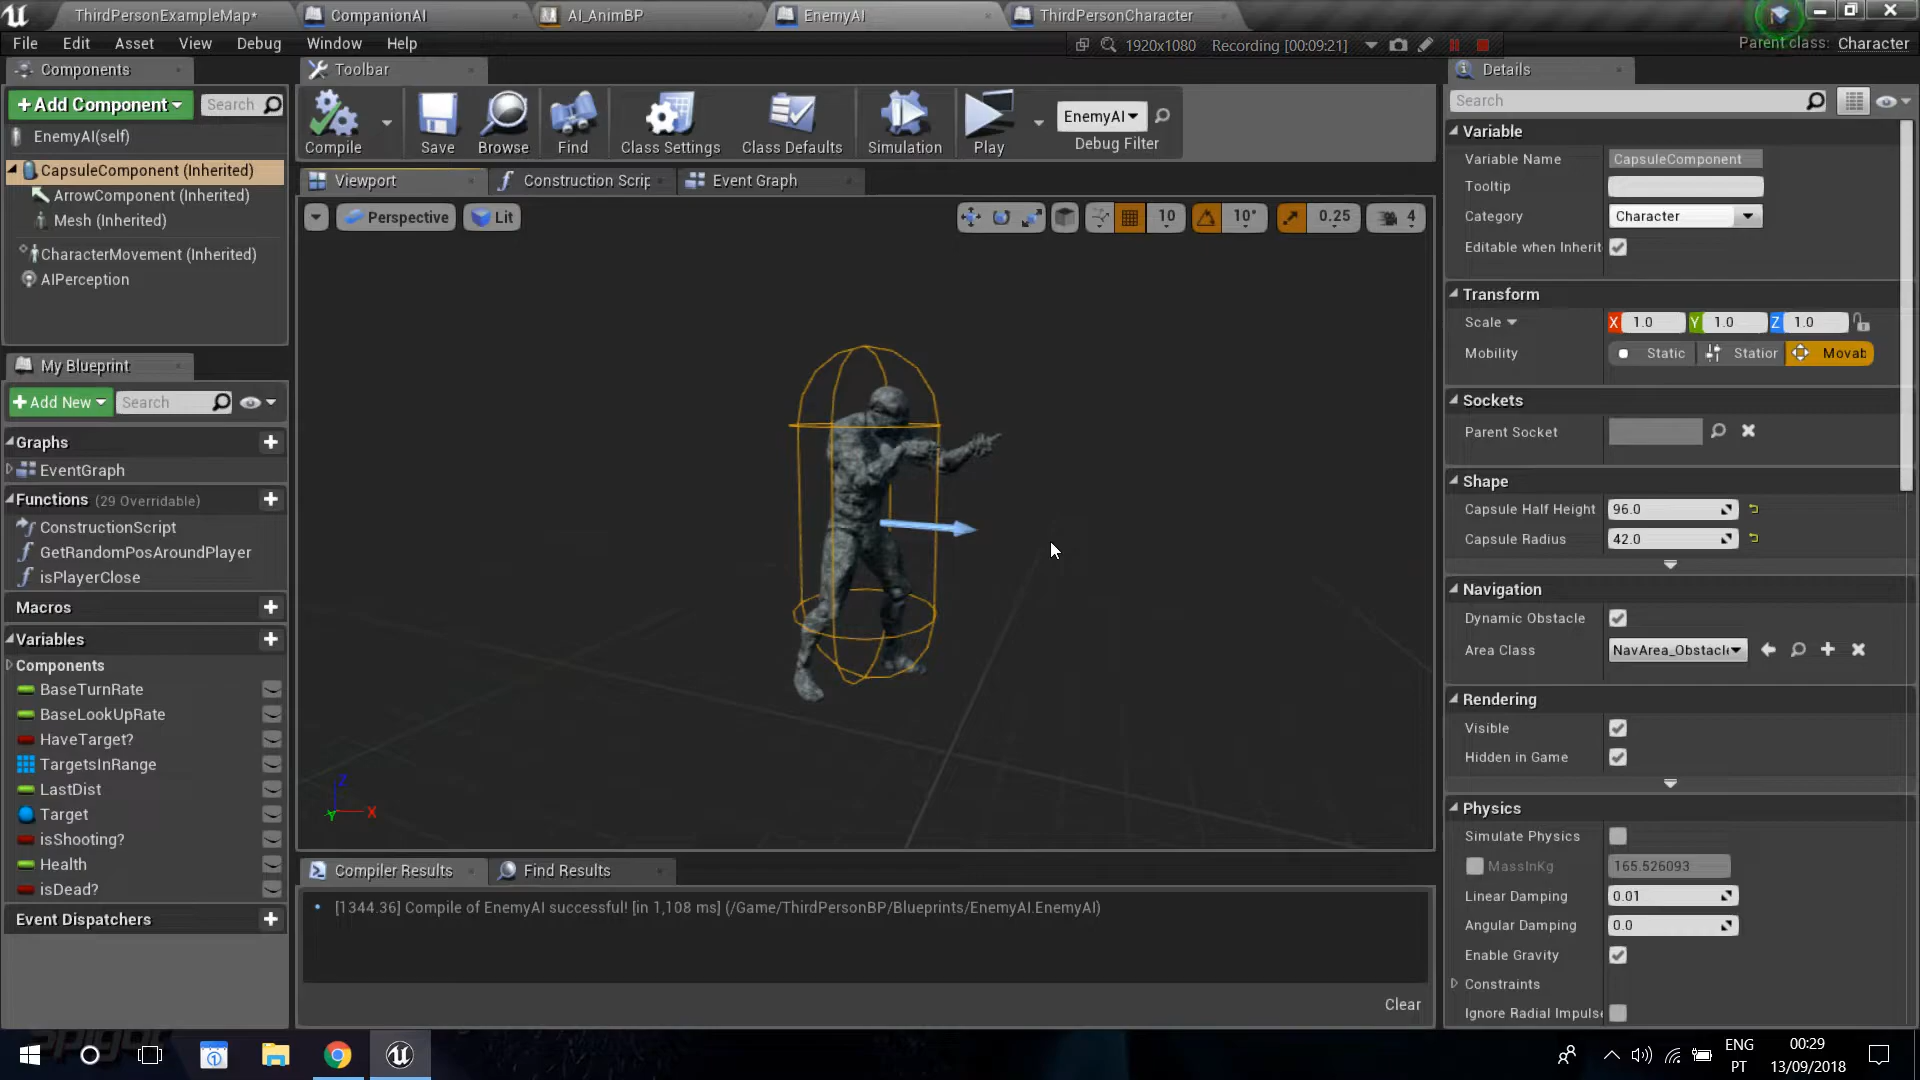 ThirdPersonExampleMap*
CompanionAI
AI_AnimBP
EnemyAI
ThirdPersonCharacter
File Edit Asset View Debug Window Help
1920x1080 Recording [00:09:21]
Parent class: Character
Components
Toolbar
Details
+Add Component
Search
EnemyAI(self)
CapsuleComponent (Inherited)
ArrowComponent (Inherited)
Mesh (Inherited)
CharacterMovement (Inherited)
AIPerception
Compile
Save
Browse
Find
Class Settings
Class Defaults
Simulation
Play
EnemyAI
Debug Filter
Viewport
Construction Scrip
Event Graph
Perspective
Lit
10
10°
0.25
4
My Blueprint
+Add New
Search
Graphs
EventGraph
Functions (29 Overridable)
ConstructionScript
GetRandomPosAroundPlayer
isPlayerClose
Macros
Variables
Components
BaseTurnRate
BaseLookUpRate
HaveTarget?
TargetsInRange
LastDist
Target
isShooting?
Health
isDead?
Event Dispatchers
Z
X
Y
Compiler Results
Find Results
[1344.36] Compile of EnemyAI successful! [in 1,108 ms] (/Game/ThirdPersonBP/Blueprints/EnemyAI.EnemyAI)
Clear
Search
Variable
Variable Name CapsuleComponent
Tooltip
Category Character
Editable when Inherit
Transform
Scale X 1.0 Y 1.0 Z 1.0
Mobility Static Station Movab
Sockets
Parent Socket
Shape
Capsule Half Height 96.0
Capsule Radius 42.0
Navigation
Dynamic Obstacle
Area Class NavArea_Obstacle
Rendering
Visible
Hidden in Game
Physics
Simulate Physics
MassInKg 165.526093
Linear Damping 0.01
Angular Damping 0.0
Enable Gravity
Constraints
Ignore Radial Impulse
ENG
PT
00:29
13/09/2018